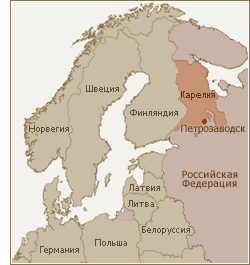 Швеция
Карелия
Финляндия
Норвегия
Петрозаводск
Российская
Федерация
Латвия
Литва
Белоруссия
Польша
Германия